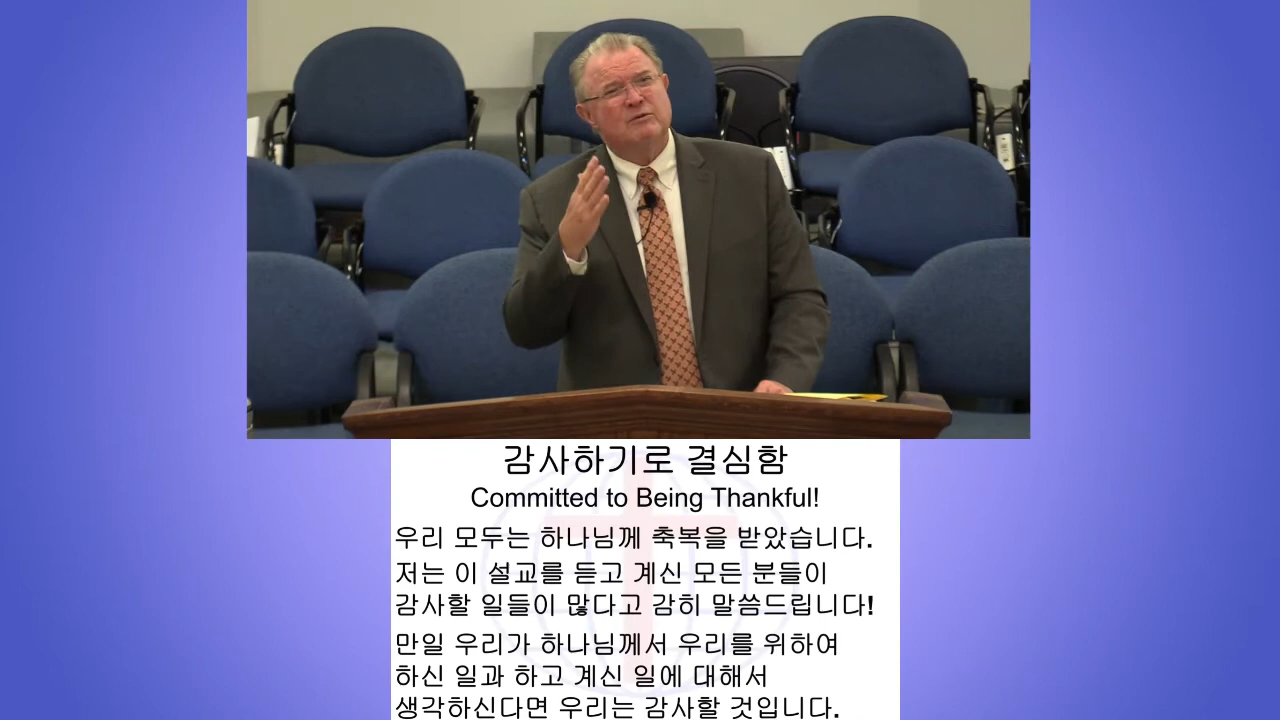 감사하기로 결심함
Committed to Being Thankful!
우리 모두는 하나님께 축복을 받았습니다.
저는 이 설교를 듣고 계신 모든 분들이
감사할 일들이 많다고 감히 말씀드립니다!
만일 우리가 하나님께서 우리를 위하여
하신 일과 하고 계신 일에 대해서
생각하신다면 우리는 감사할 것입니다.